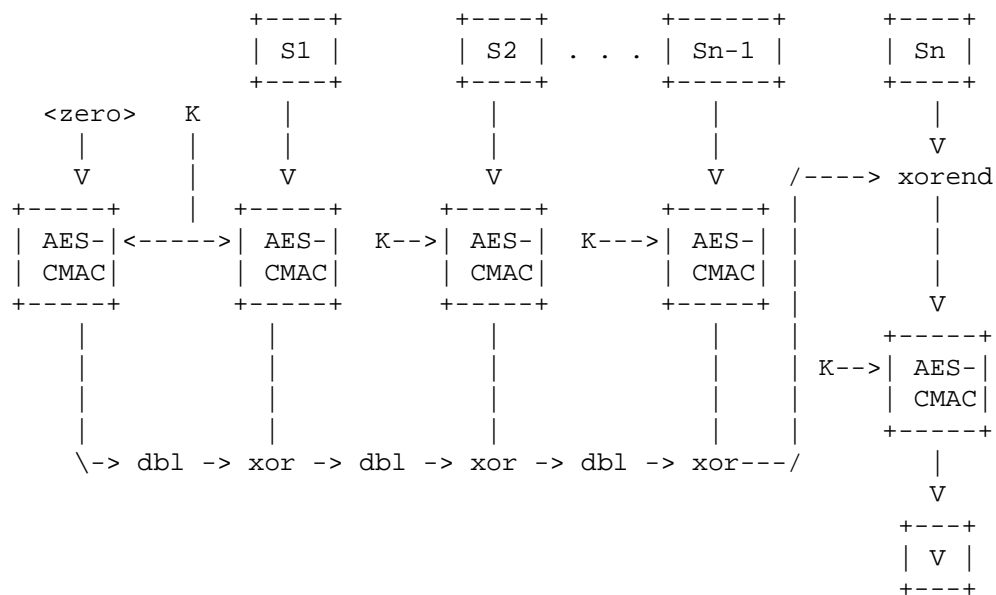 +----+       +----+       +------+      +----+
          | S1 |       | S2 | . . . | Sn-1 |      | Sn |
          +----+       +----+       +------+      +----+
 <zero>   K     |            |             |            |
   |      |     |            |             |            V
   V      |     V            V             V    /----> xorend
+-----+   |   +-----+      +-----+      +-----+ |       |
| AES-|<----->| AES-|  K-->| AES-| K--->| AES-| |       |
| CMAC|       | CMAC|      | CMAC|      | CMAC| |       |
+-----+       +-----+      +-----+      +-----+ |       V
   |             |            |            |    |    +-----+
   |             |            |            |    | K-->| AES-|
   |             |            |            |    |    | CMAC|
   |             |            |            |    |    +-----+
   \-> dbl -> xor -> dbl -> xor -> dbl -> xor---/       |
                                                        V
                                                      +---+
                                                      | V |
                                                      +---+